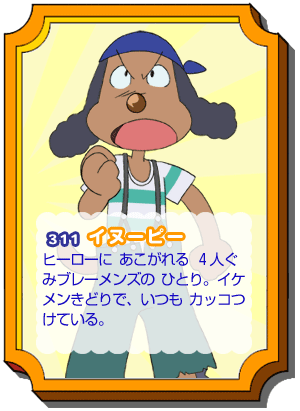 311 イヌーピー
ヒーローに あこがれる 4人ぐ
みブレーメンズの ひとり。イケ
メンきどりで、いつも カッコつ
けている。